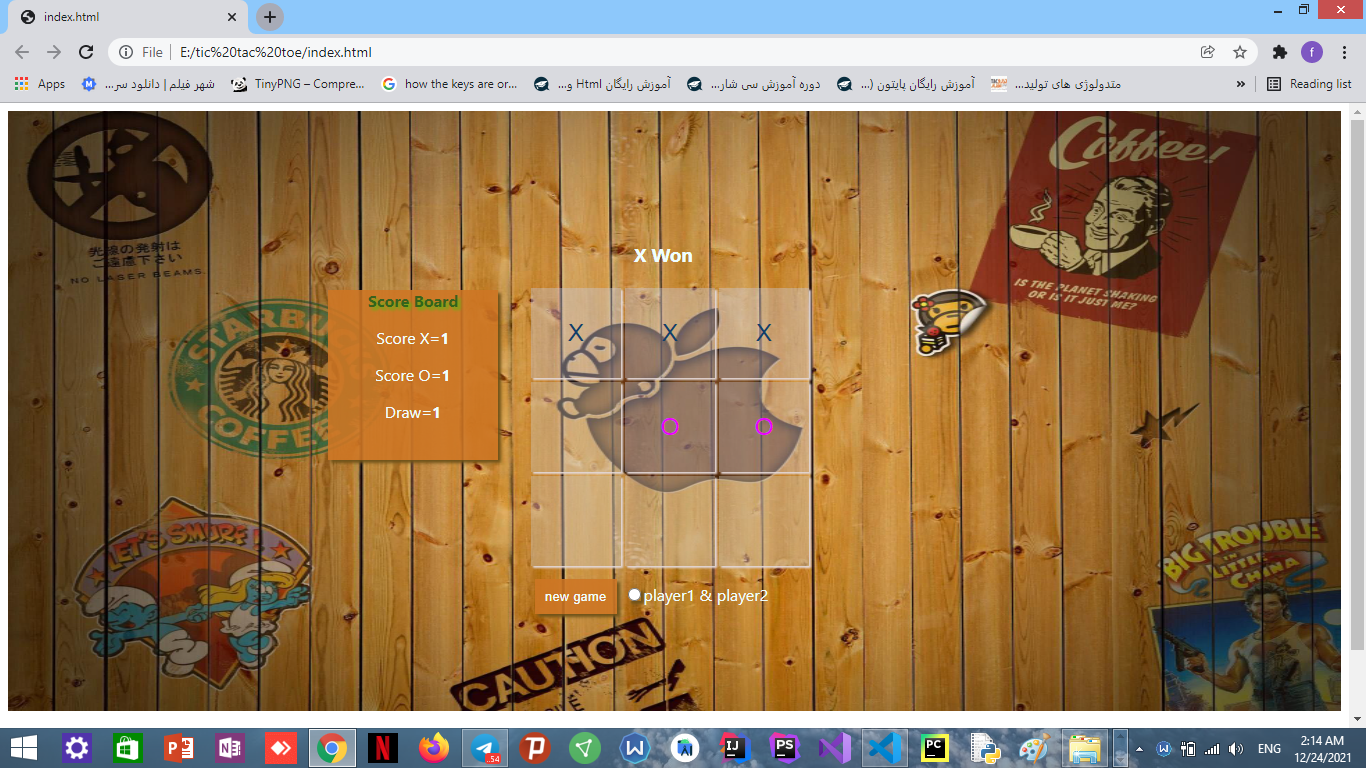 index.html
File
E:/tic%20tac%20toe/index.html
f
Apps
شهر فیلم | دانلود سر...
TinyPNG – Compre...
how the keys are or...
آموزش رایگان Html و...
دوره آموزش سی شار...
آموزش رایگان پایتون (...
متدولوژی های تولید...
»
Reading list
光線の発射は
ご遠慮下さい
NO LASER BEAMS.
Coffee!
IS THE PLANET SHAKING
OR IS IT JUST ME?
X Won
Score Board
Score X=1
Score O=1
Draw=1
STARBU
COFFEE
X X X
O O
LET'S SMURF!
BIG TROUBLE
IN
LITTLE
CHINA
new game
player1 & player2
CAUTION
N
54
W
IJ
PS
PC
ENG
2:14 AM
12/24/2021